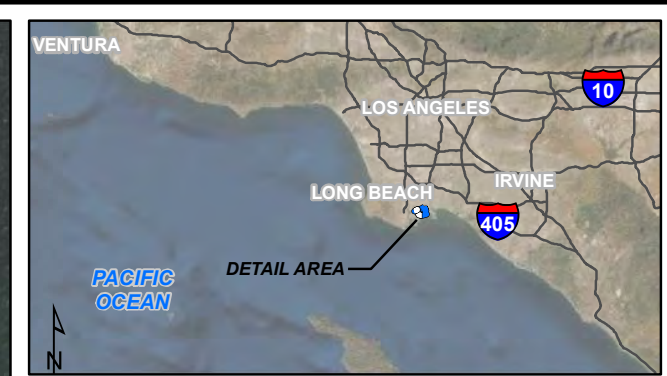 VENTURA
10
LOS ANGELES
IRVINE
LONG BEACH
405
DETAIL AREA
PACIFIC
OCEAN
N